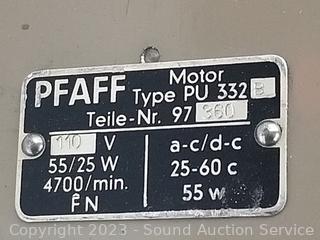 PFAFF Motor
Type PU 332 B
Teile-Nr. 97 860
110 V
55/25 W
4700/min.
F N
a-c/d-c
25-60 c
55 w
Copyright 2023 - Sound Auction Service